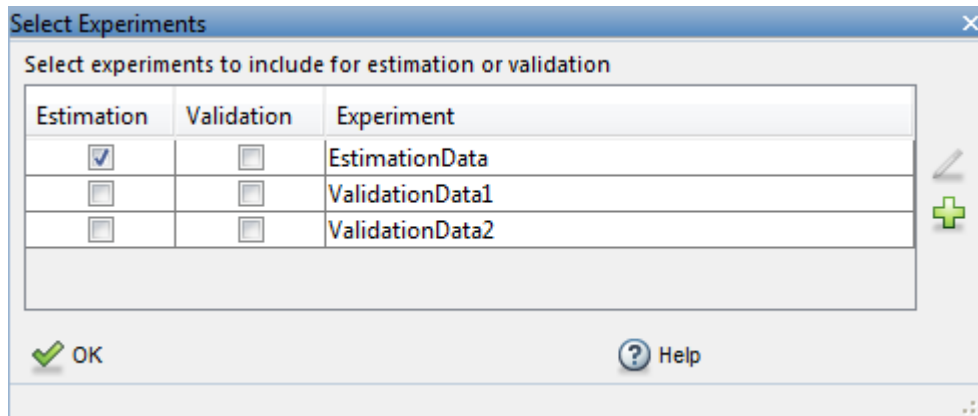 Select Experiments
Select experiments to include for estimation or validation
Estimation Validation Experiment
EstimationData
ValidationData1
ValidationData2
OK Help